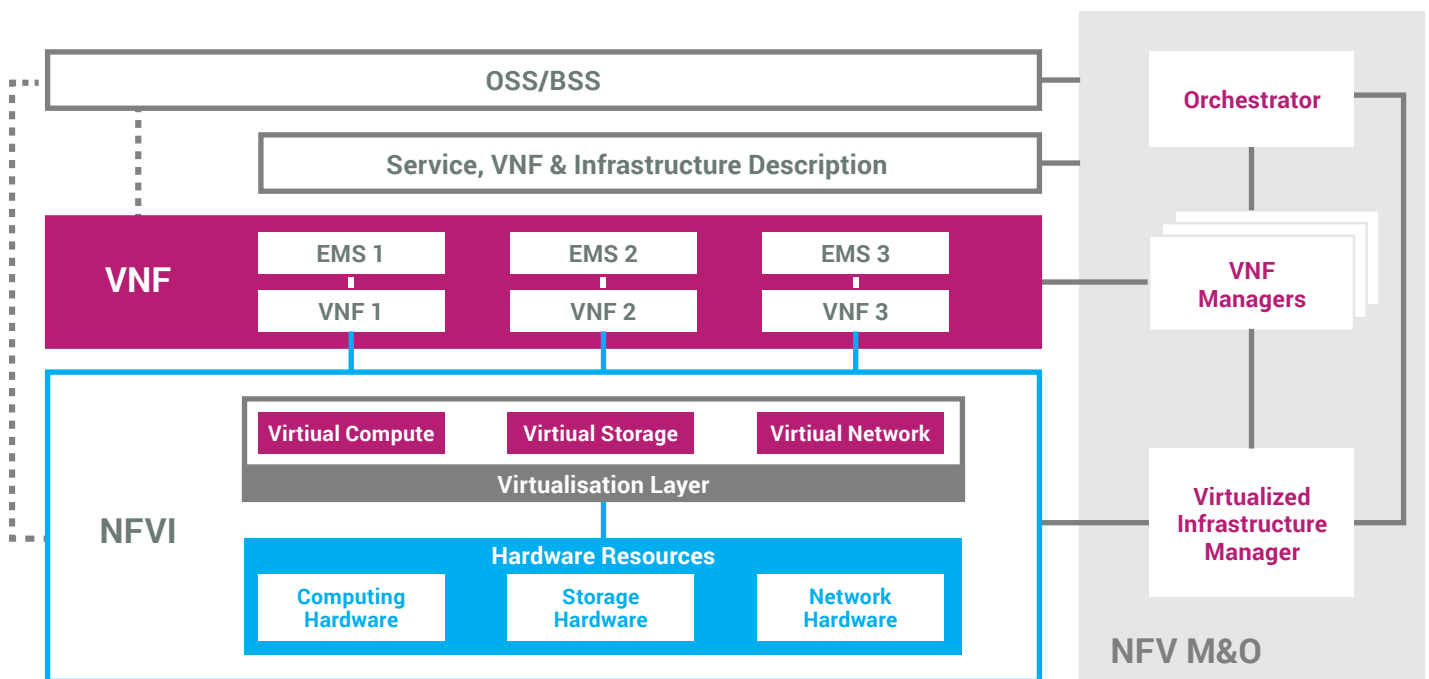 OSS/BSS
Orchestrator
Service, VNF & Infrastructure Description
VNF
EMS 1
EMS 2
EMS 3
VNF 1
VNF 2
VNF 3
VNF
Managers
NFVI
Virtiual Compute
Virtiual Storage
Virtiual Network
Virtualisation Layer
Virtualized
Infrastructure
Manager
Hardware Resources
Computing
Hardware
Storage
Hardware
Network
Hardware
NFV M&O